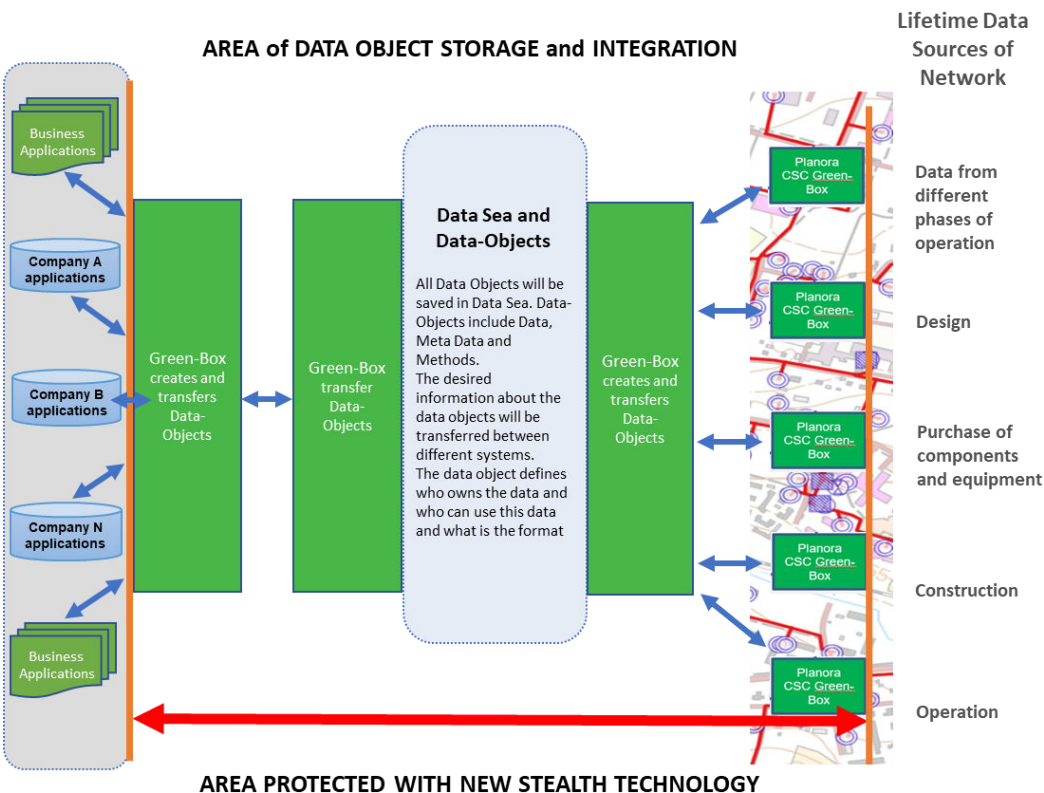 AREA of DATA OBJECT STORAGE and INTEGRATION
Lifetime Data
Sources of
Network
Business
Applications
Company A
applications
Company B
applications
Company N
applications
Business
Applications
Green-Box
creates and
transfers
Data-
Objects
Green-Box
transfer
Data-
Objects
Data Sea and
Data-Objects
All Data Objects will be
saved in Data Sea. Data-
Objects include Data,
Meta Data and
Methods.
The desired
information about the
data objects will be
transferred between
different systems.
The data object defines
who owns the data and
who can use this data
and what is the format
Green-Box
creates and
transfers
Data-
Objects
Planora
CSC Green-
Box
Planora
CSC Green-
Box
Planora
CSC Green-
Box
Planora
CSC Green-
Box
Planora
CSC Green-
Box
Data from
different
phases of
operation
Design
Purchase of
components
and equipment
Construction
Operation
AREA PROTECTED WITH NEW STEALTH TECHNOLOGY